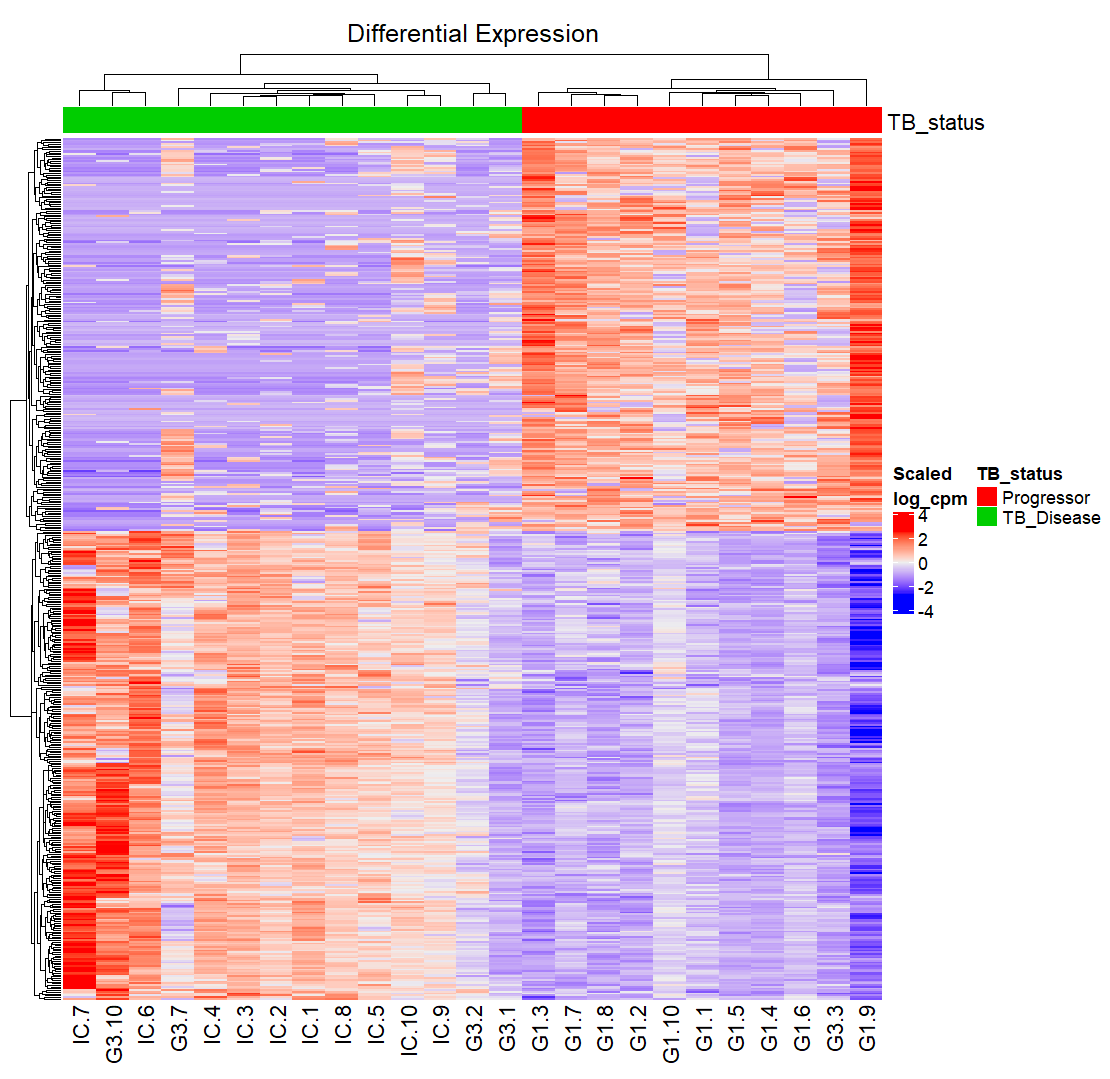 Differential Expression
TB_status
Scaled
log_cpm
4
2
0
-2
-4
TB_status
Progressor
TB_Disease
IC.7
G3.10
IC.6
G3.7
IC.4
IC.3
IC.2
IC.1
IC.8
IC.5
IC.10
IC.9
G3.2
G3.1
G1.3
G1.7
G1.8
G1.2
G1.10
G1.1
G1.5
G1.4
G1.6
G3.3
G1.9